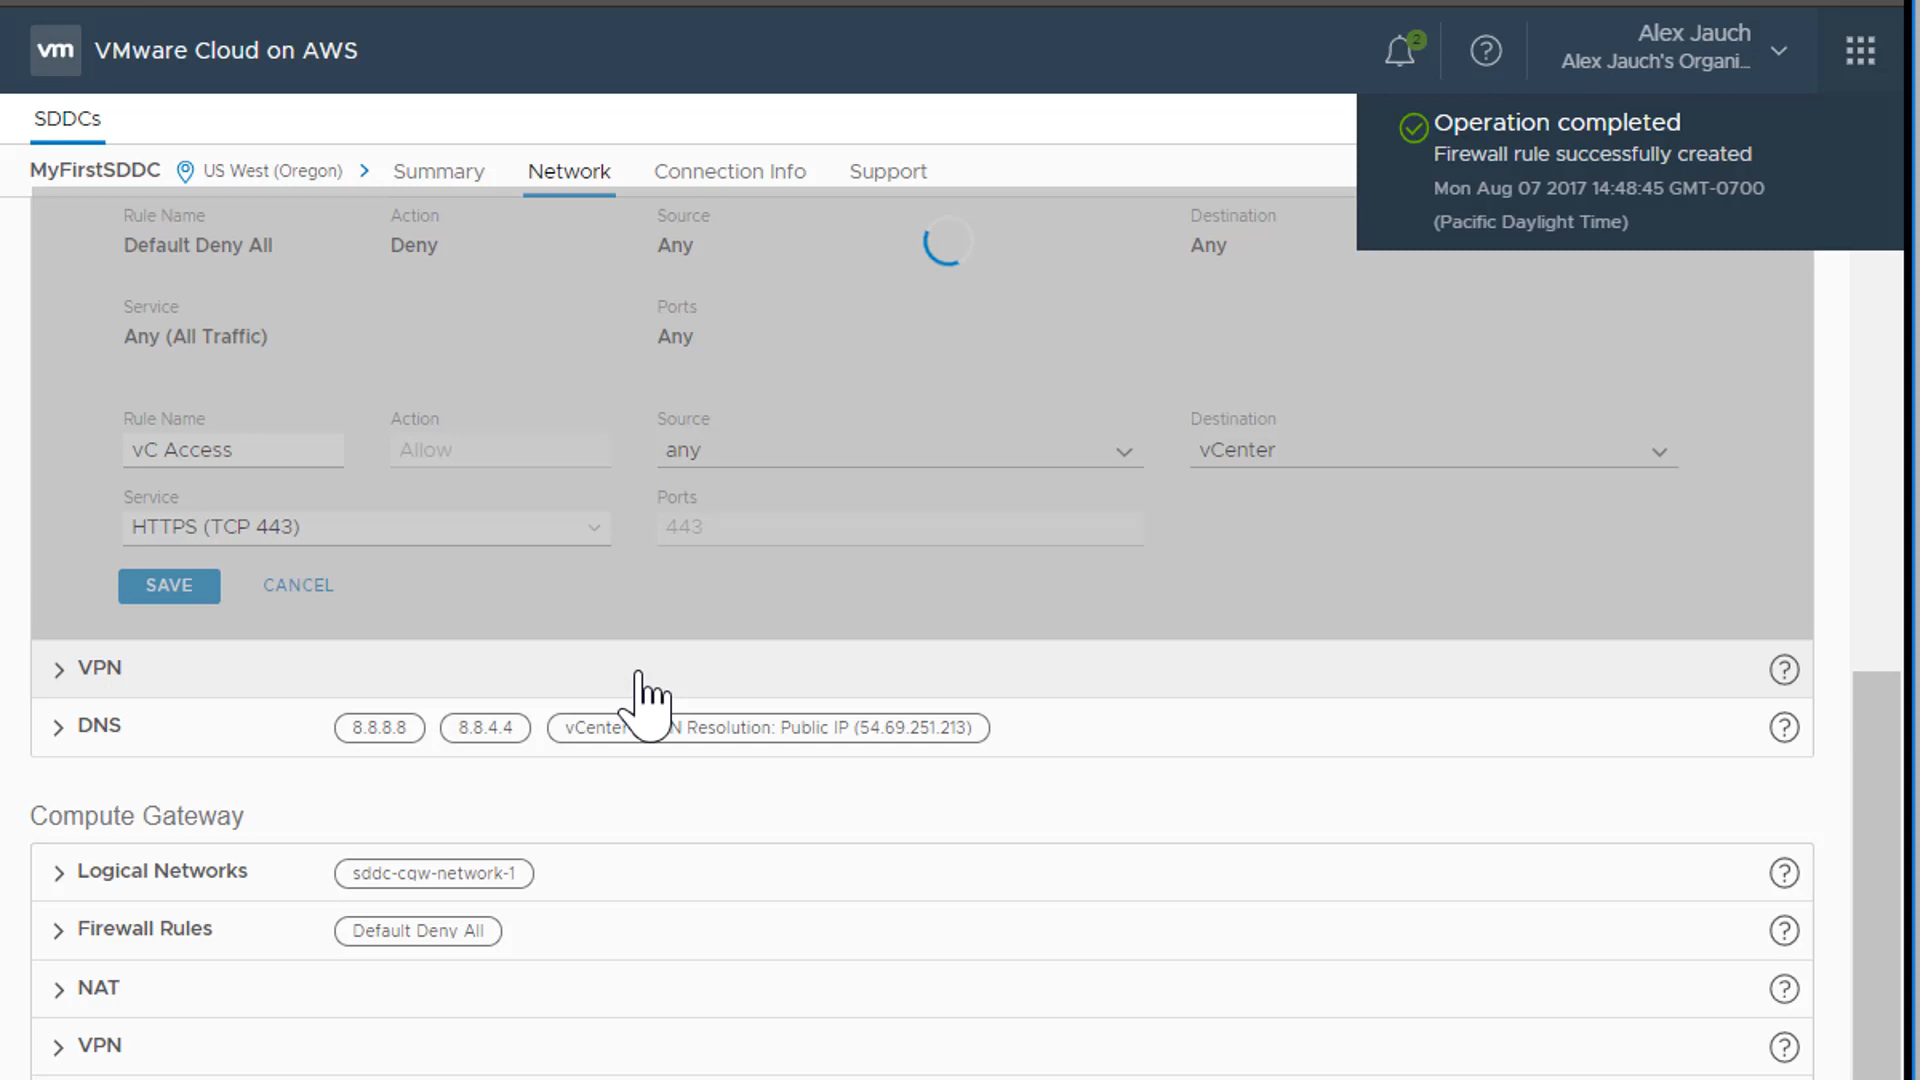 vm VMware Cloud on AWS
2
Alex Jauch
Alex Jauch's Organi...
SDDCs
MyFirstSDDC US West (Oregon) Summary Network Connection Info Support
Operation completed
Firewall rule successfully created
Mon Aug 07 2017 14:48:45 GMT-0700
(Pacific Daylight Time)
Rule Name Action Source Destination
Default Deny All Deny Any Any
Service Ports
Any (All Traffic) Any
Rule Name Action Source Destination
vC Access Allow any vCenter
Service Ports
HTTPS (TCP 443) 443
SAVE CANCEL
VPN
DNS 8.8.8.8 8.8.4.4 vCenter N Resolution: Public IP (54.69.251.213)
Compute Gateway
Logical Networks sddc-cgw-network-1
Firewall Rules Default Deny All
NAT
VPN